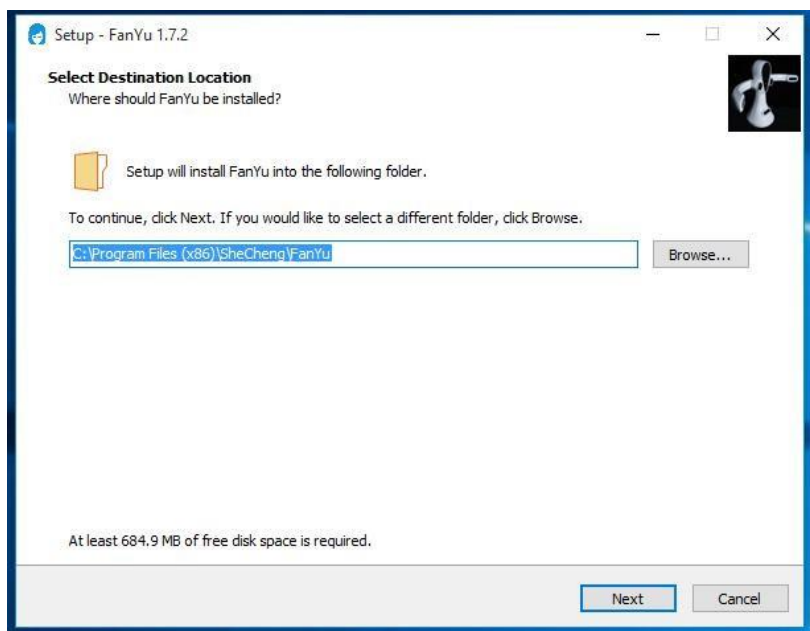 Setup - FanYu 1.7.2
Select Destination Location
Where should FanYu be installed?
Setup will install FanYu into the following folder.
To continue, click Next. If you would like to select a different folder, click Browse.
C:\Program Files (x86)\SheCheng\FanYu
Browse...
At least 684.9 MB of free disk space is required.
Next
Cancel